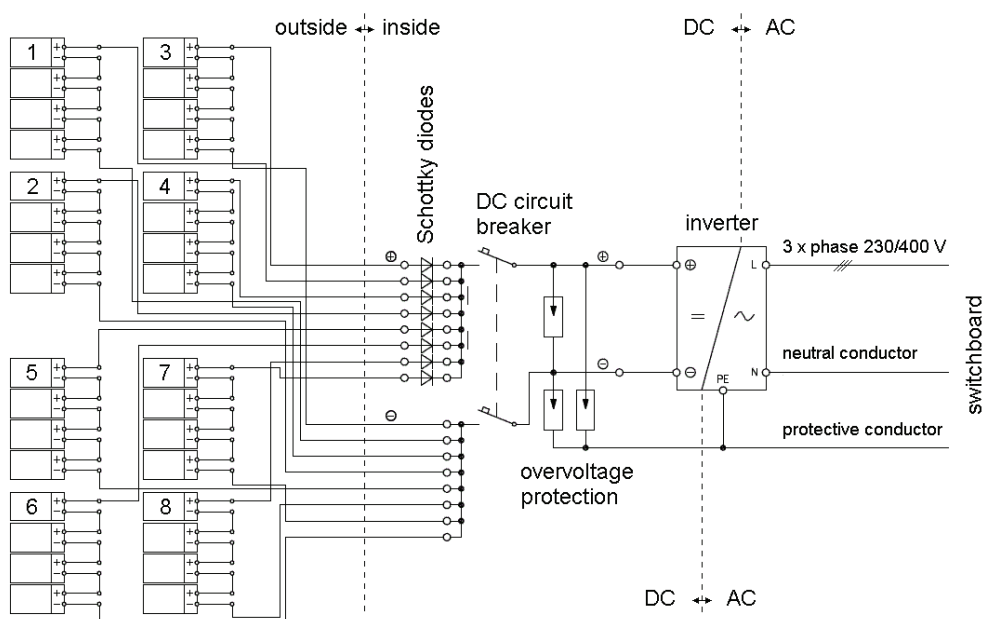 outside inside
DC AC
1 3
+ −
+ −
+ −
+ −
2 4
+ −
+ −
+ −
+ −
5 7
+ −
+ −
+ −
+ −
6 8
+ −
+ −
+ −
+ −
Schottky diodes
DC circuit
breaker
inverter
3 x phase 230/400 V
L
neutral conductor
N
PE
protective conductor
overvoltage
protection
switchboard
DC AC